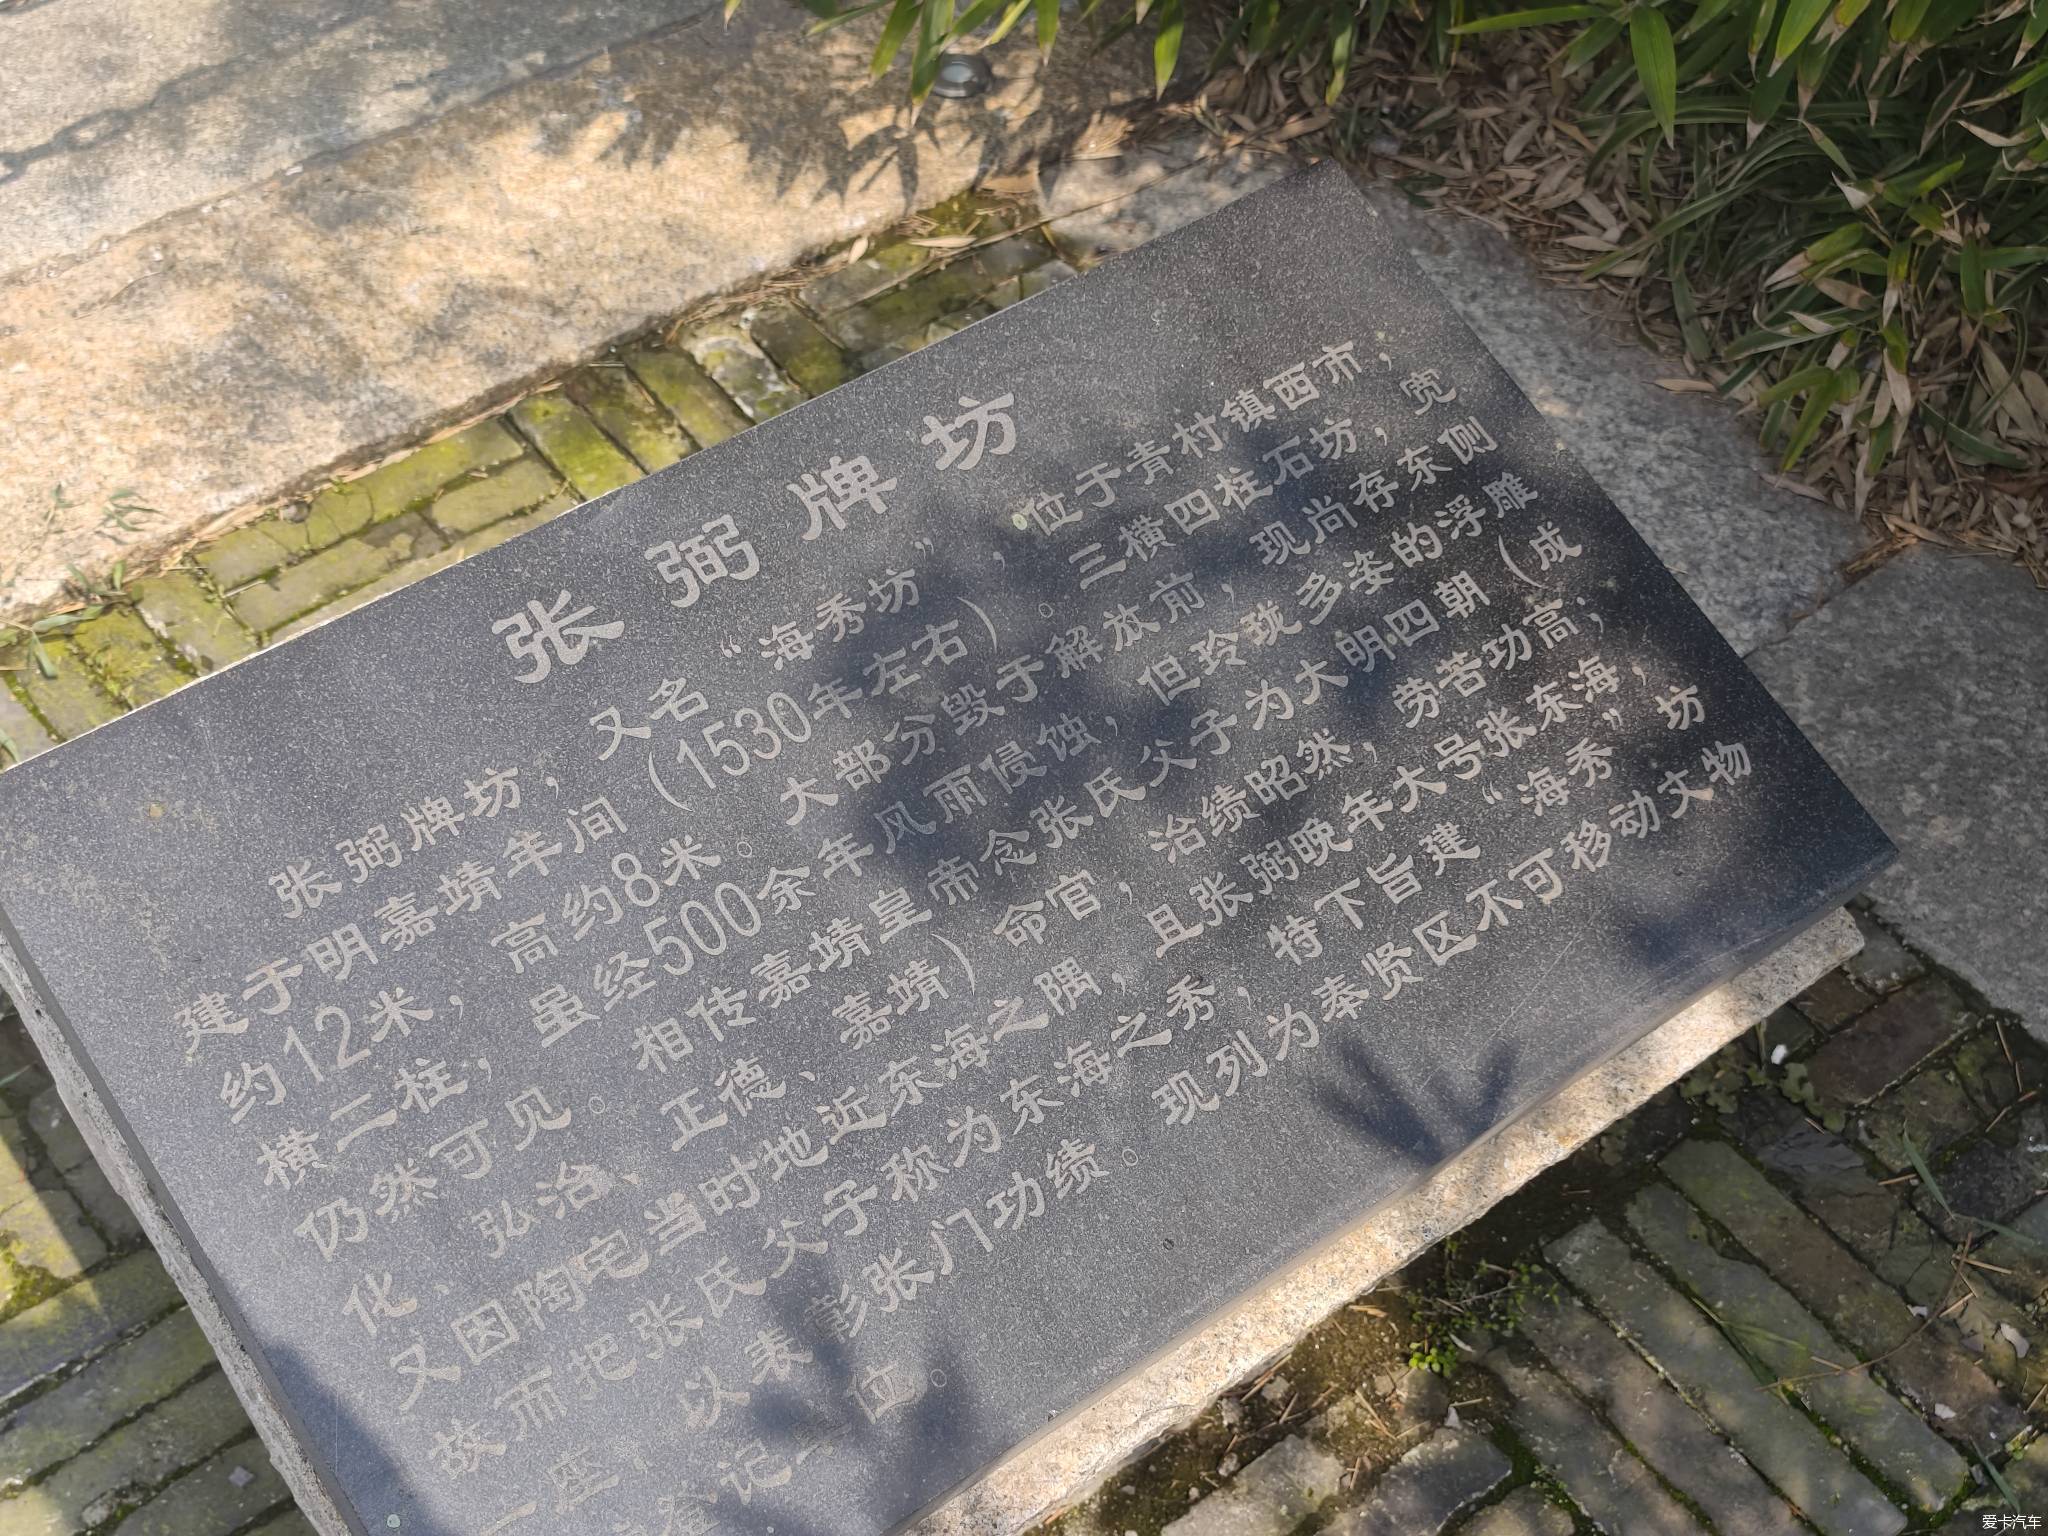 张弼牌坊
张弼牌坊，又名“海秀坊”，位于青村镇西市，
建于明嘉靖年间（1530年左右）。三横四柱石坊，宽
约12米，高约8米。大部分毁于解放前，现尚存东侧
横二柱，虽经500余年风雨侵蚀，但玲珑多姿的浮雕
仍然可见。相传嘉靖皇帝念张氏父子为大明四朝（成
化、弘治、正德、嘉靖）命官，治绩昭然，劳苦功高；
又因陶宅当时地近东海之隅，且张弼晚年大号张东海，
故而把张氏父子称为东海之秀，特下旨建“海秀”坊
一座，以表彰张门功绩。现列为奉贤区不可移动文物
登记 位。
爱卡汽车